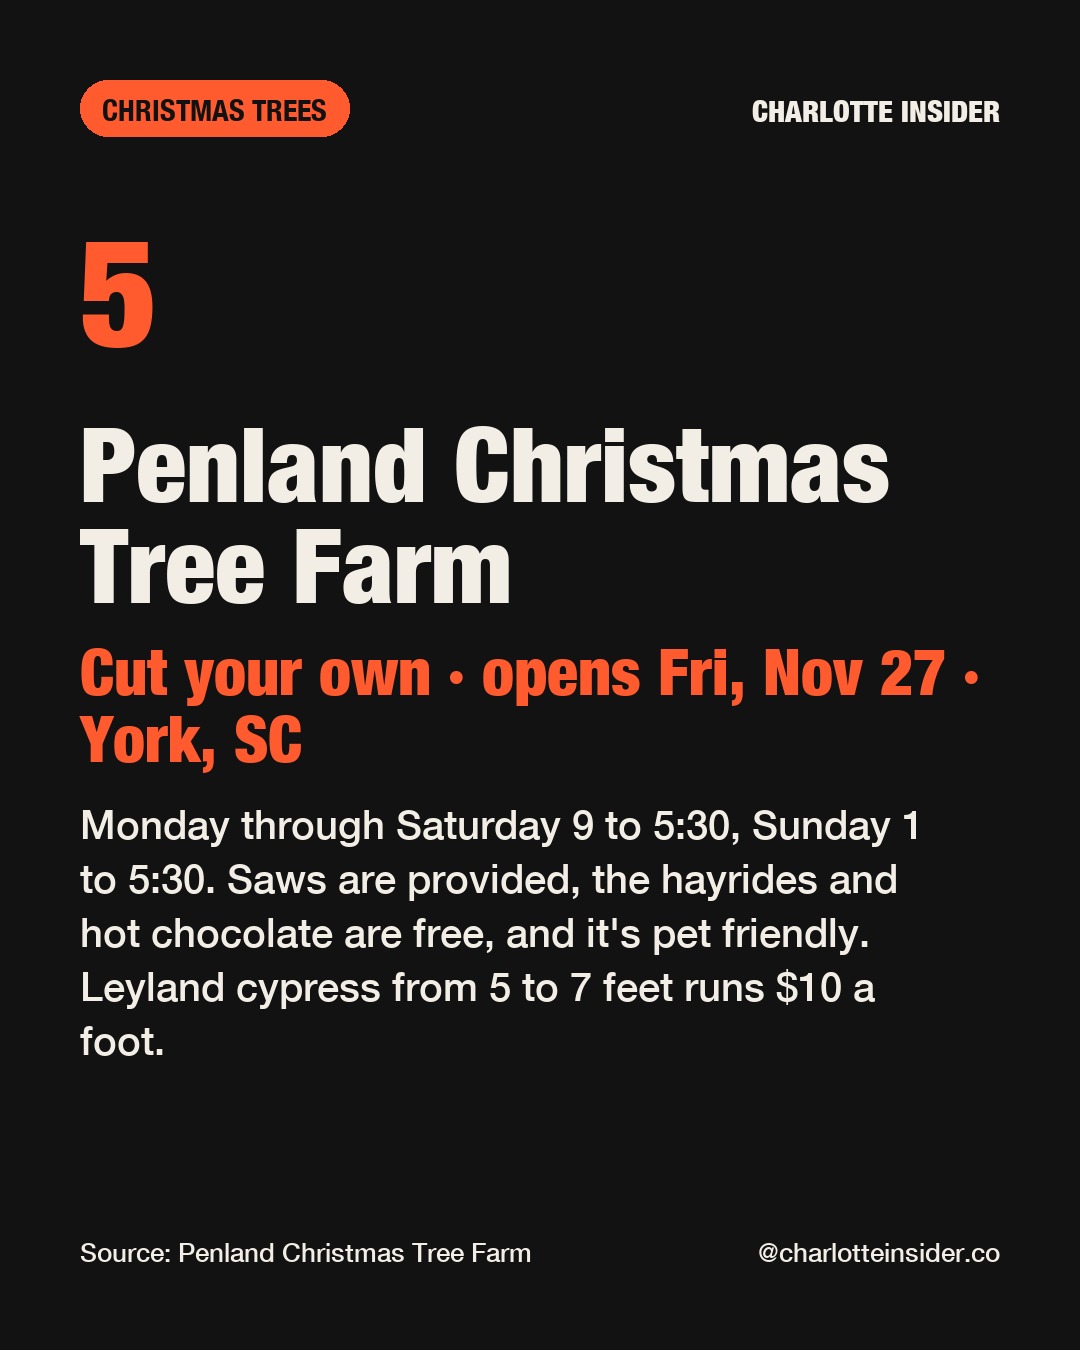 CHRISTMAS TREES
CHARLOTTE INSIDER
5
Penland Christmas
Tree Farm
Cut your own • opens Fri, Nov 27 •
York, SC
Monday through Saturday 9 to 5:30, Sunday 1
to 5:30. Saws are provided, the hayrides and
hot chocolate are free, and it's pet friendly.
Leyland cypress from 5 to 7 feet runs $10 a
foot.
Source: Penland Christmas Tree Farm
@charlotteinsider.co